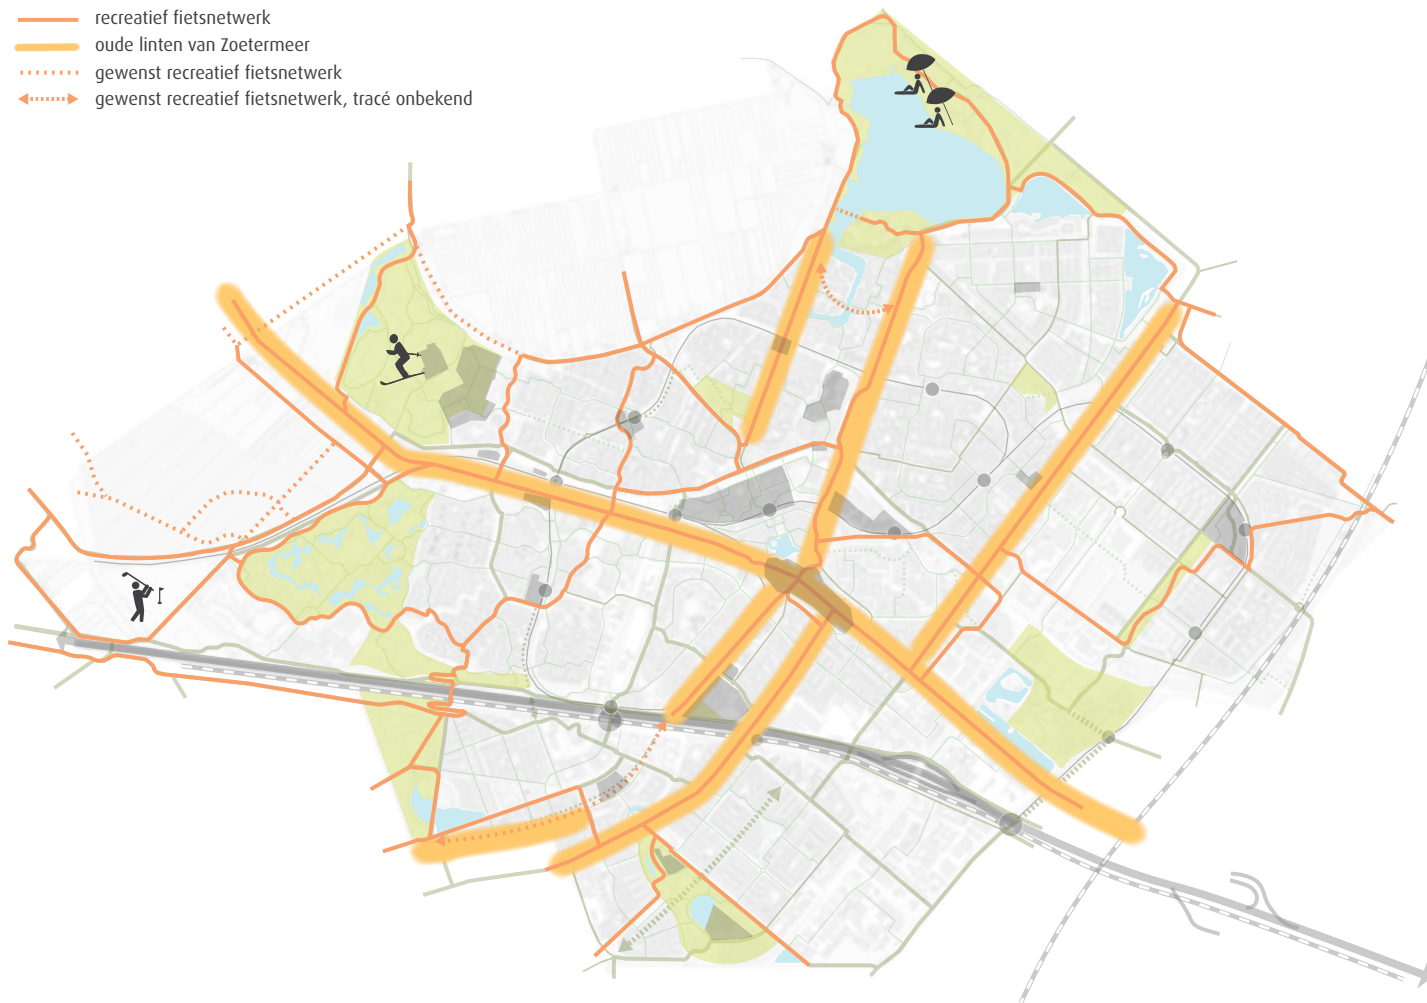 recreatief fietsnetwerk
oude linten van Zoetermeer
gewenst recreatief fietsnetwerk
gewenst recreatief fietsnetwerk, tracé onbekend